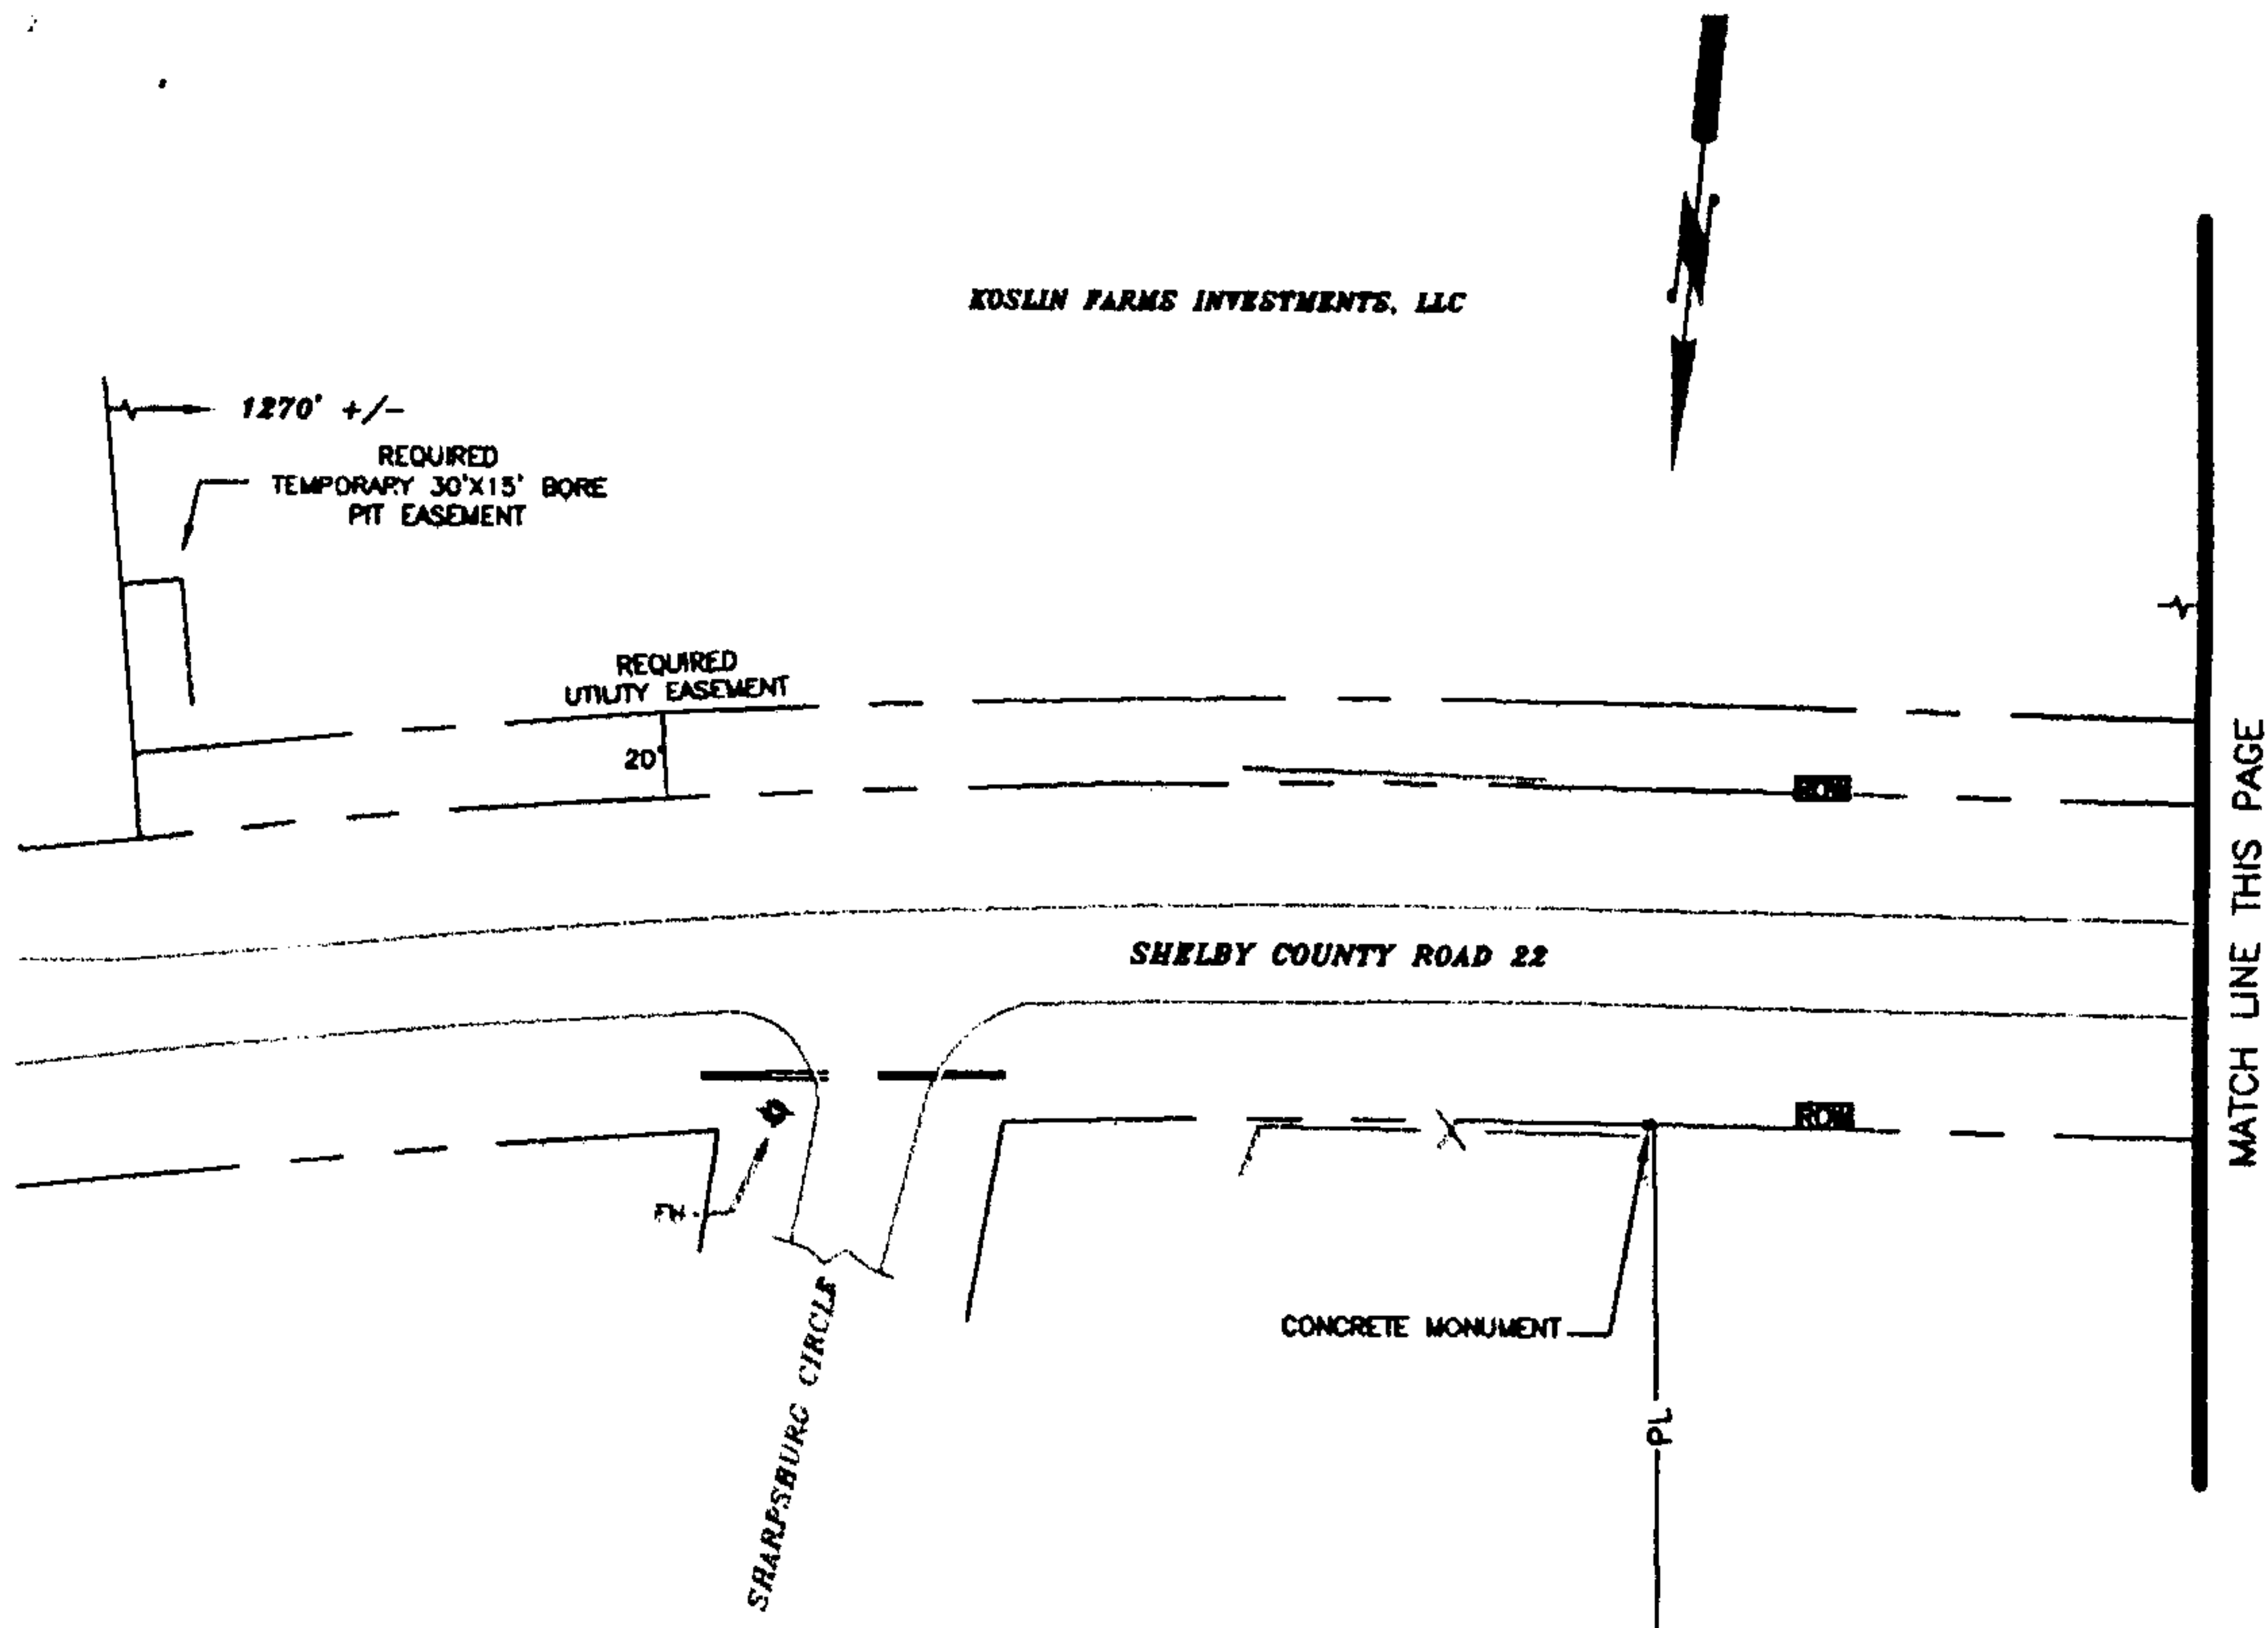 KOSLIN FARMS INVESTMENTS, LLC
1270' +/-
REQUIRED
TEMPORARY 30'X15' BORE
PIT EASEMENT
REQUIRED
UTILITY EASEMENT
20'
ROW
SHELBY COUNTY ROAD 22
MATCH LINE THIS PAGE
ROW
FH
CONCRETE MONUMENT
SHARPSBURG CIRCLE
PL
N